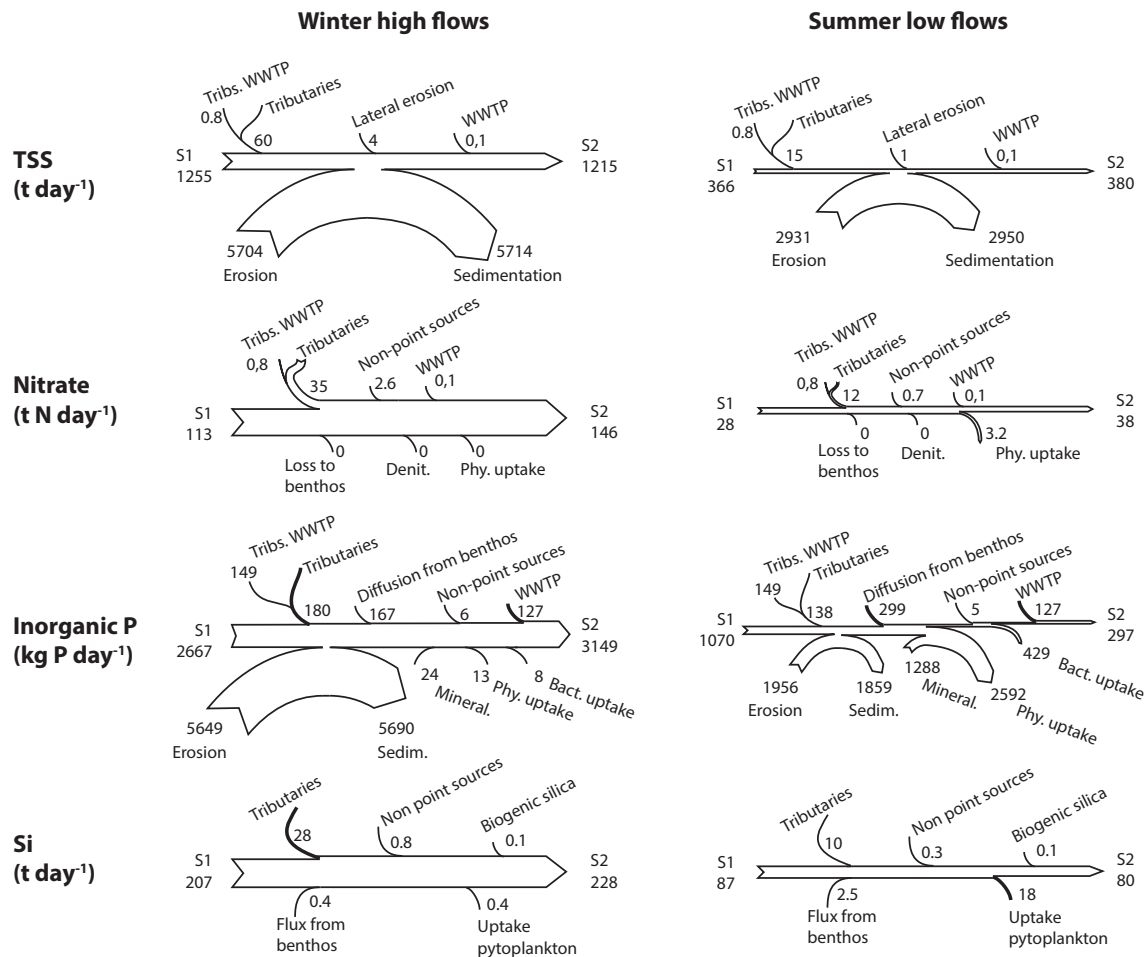 Winter high flows
Summer low flows
TSS
(t day-1)
Tribs. WWTP
0.8
Tributaries
60
Lateral erosion
4
WWTP
0,1
S1
1255
S2
1215
5704
Erosion
5714
Sedimentation
Tribs. WWTP
0.8
Tributaries
15
Lateral erosion
1
WWTP
0,1
S1
366
S2
380
2931
Erosion
2950
Sedimentation
Nitrate
(t N day-1)
Tribs. WWTP
0,8
Tributaries
35
Non-point sources
2.6
WWTP
0,1
S1
113
S2
146
0
Loss to
benthos
0
Denit.
0
Phy. uptake
Tribs. WWTP
0,8
Tributaries
12
Non-point sources
0.7
WWTP
0,1
S1
28
S2
38
0
Loss to
benthos
0
Denit.
3.2
Phy. uptake
Inorganic P
(kg P day-1)
Tribs. WWTP
149
Tributaries
180
Diffusion from benthos
167
Non-point sources
6
WWTP
127
S1
2667
S2
3149
5649
Erosion
5690
Sedim.
24
Mineral.
13
Phy. uptake
8
Bact. uptake
Tribs. WWTP
149
Tributaries
138
Diffusion from benthos
299
Non-point sources
5
WWTP
127
S1
1070
S2
297
1956
Erosion
1859
Sedim.
1288
Mineral.
2592
Phy. uptake
429
Bact. uptake
Si
(t day-1)
Tributaries
28
Non point sources
0.8
Biogenic silica
0.1
S1
207
S2
228
0.4
Flux from
benthos
0.4
Uptake
pytoplankton
Tributaries
10
Non point sources
0.3
Biogenic silica
0.1
S1
87
S2
80
2.5
Flux from
benthos
18
Uptake
pytoplankton